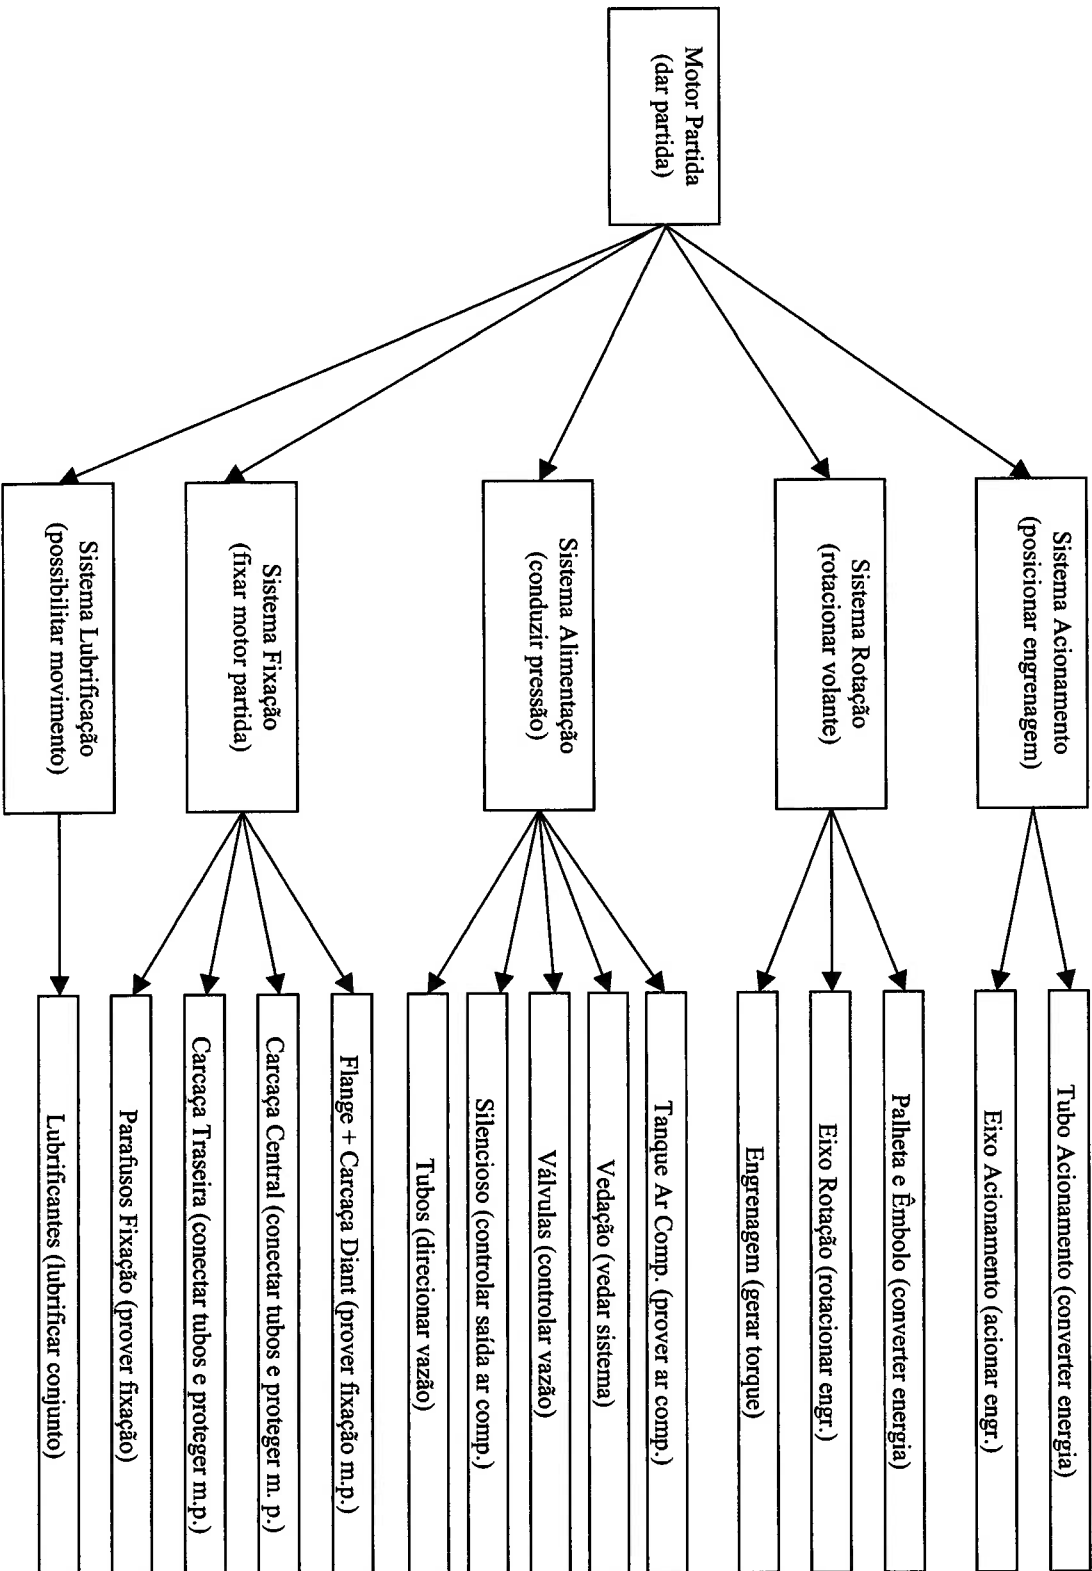 Motor Partida
(dar partida)
Sistema Acionamento
(posicionar engrenagem)
Sistema Rotação
(rotacionar volante)
Sistema Alimentação
(conduzir pressão)
Sistema Fixação
(fixar motor partida)
Sistema Lubrificação
(possibilitar movimento)
Tubo Acionamento (converter energia)
Eixo Acionamento (acionar engr.)
Palheta e Êmbolo (converter energia)
Eixo Rotação (rotacionar engr.)
Engrenagem (gerar torque)
Tanque Ar Comp. (prover ar comp.)
Vedação (vedar sistema)
Válvulas (controlar vazão)
Silencioso (controlar saída ar comp.)
Tubos (direcionar vazão)
Flange + Carcaça Diant (prover fixação m.p.)
Carcaça Central (conectar tubos e proteger m. p.)
Carcaça Traseira (conectar tubos e proteger m.p.)
Parafusos Fixação (prover fixação)
Lubrificantes (lubrificar conjunto)